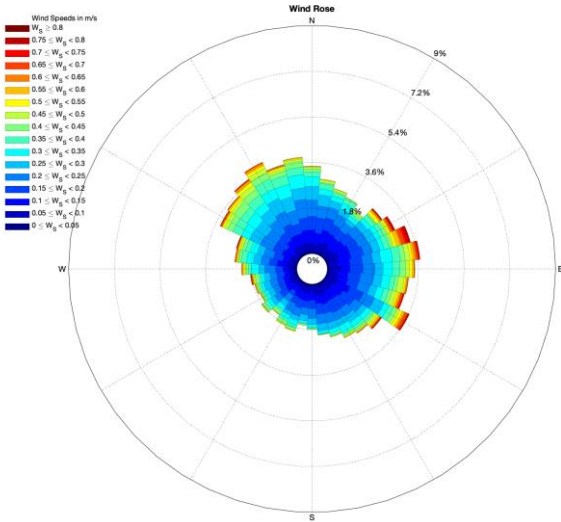 Wind Rose
N
Wind Speeds in m/s
W_S ≥ 0.8
0.75 ≤ W_S < 0.8
0.7 ≤ W_S < 0.75
0.65 ≤ W_S < 0.7
0.6 ≤ W_S < 0.65
0.55 ≤ W_S < 0.6
0.5 ≤ W_S < 0.55
0.45 ≤ W_S < 0.5
0.4 ≤ W_S < 0.45
0.35 ≤ W_S < 0.4
0.3 ≤ W_S < 0.35
0.25 ≤ W_S < 0.3
0.2 ≤ W_S < 0.25
0.15 ≤ W_S < 0.2
0.1 ≤ W_S < 0.15
0.05 ≤ W_S < 0.1
0 ≤ W_S < 0.05
9%
7.2%
5.4%
3.6%
1.8%
0%
W
E
S